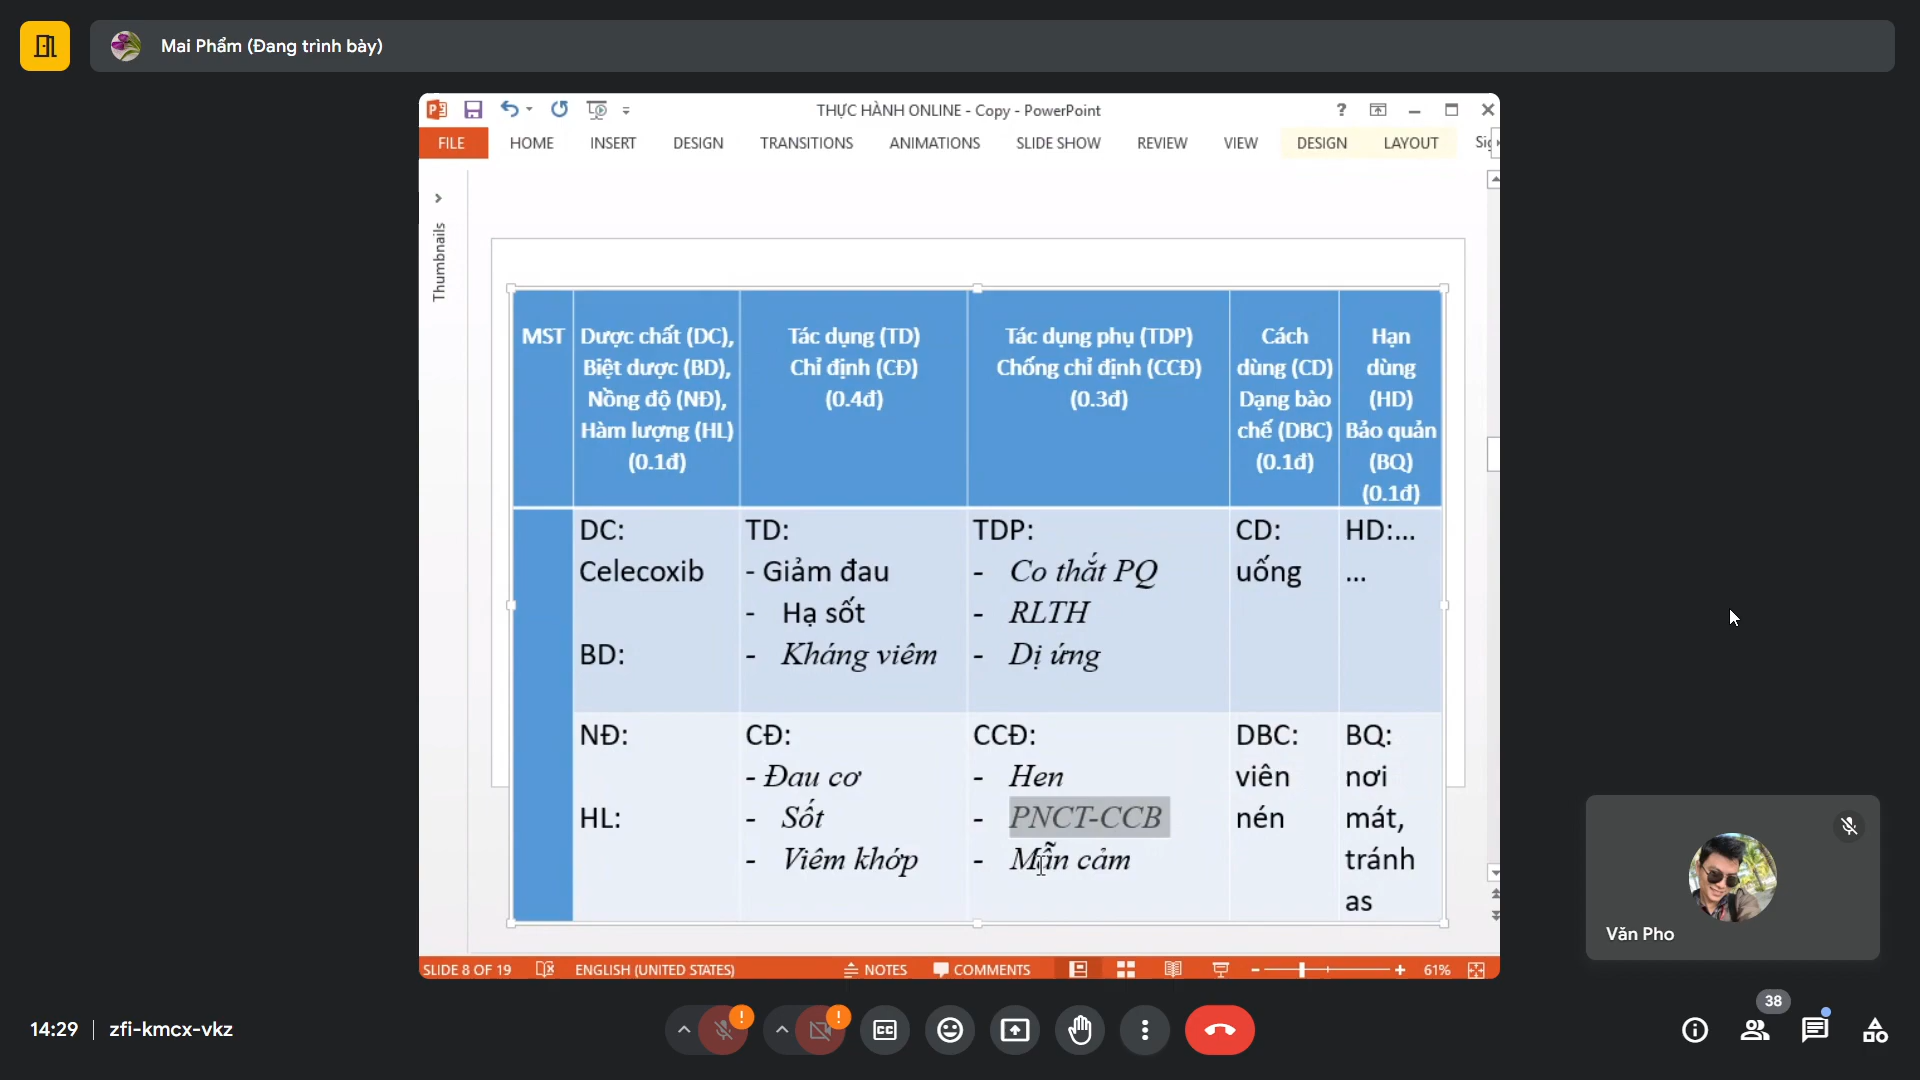 Mai Phẩm (Đang trình bày)
THỰC HÀNH ONLINE - Copy - PowerPoint
FILE
HOME
INSERT
DESIGN
TRANSITIONS
ANIMATIONS
SLIDE SHOW
REVIEW
VIEW
DESIGN
LAYOUT
Thumbnails
MST
Dược chất (DC),
Biệt dược (BD),
Nồng độ (NĐ),
Hàm lượng (HL)
(0.1đ)
Tác dụng (TD)
Chỉ định (CĐ)
(0.4đ)
Tác dụng phụ (TDP)
Chống chỉ định (CCĐ)
(0.3đ)
Cách
dùng (CD)
Dạng bào
chế (DBC)
(0.1đ)
Hạn
dùng
(HD)
Bảo quản
(BQ)
(0.1đ)
DC:
Celecoxib
BD:
TD:
- Giảm đau
- Hạ sốt
- Kháng viêm
TDP:
- Co thắt PQ
- RLTH
- Dị ứng
CD:
uống
HD:...
...
NĐ:
HL:
CĐ:
- Đau cơ
- Sốt
- Viêm khớp
CCĐ:
- Hen
- PNCT-CCB
- Mẫn cảm
DBC:
viên
nén
BQ:
nơi
mát,
tránh
as
SLIDE 8 OF 19
ENGLISH (UNITED STATES)
NOTES
COMMENTS
61%
Văn Pho
14:29
zfi-kmcx-vkz
38